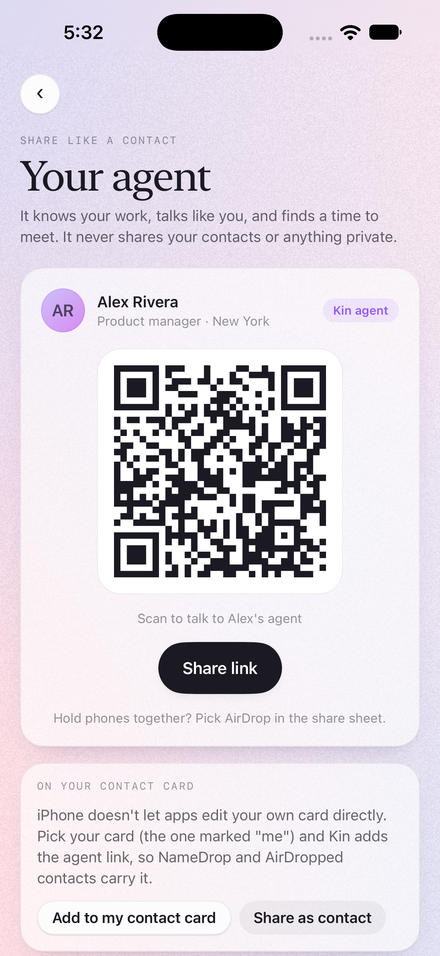 5:32
SHARE LIKE A CONTACT
Your agent
It knows your work, talks like you, and finds a time to
meet. It never shares your contacts or anything private.
AR
Alex Rivera
Product manager · New York
Kin agent
Scan to talk to Alex's agent
Share link
Hold phones together? Pick AirDrop in the share sheet.
ON YOUR CONTACT CARD
iPhone doesn't let apps edit your own card directly.
Pick your card (the one marked "me") and Kin adds
the agent link, so NameDrop and AirDropped
contacts carry it.
Add to my contact card
Share as contact